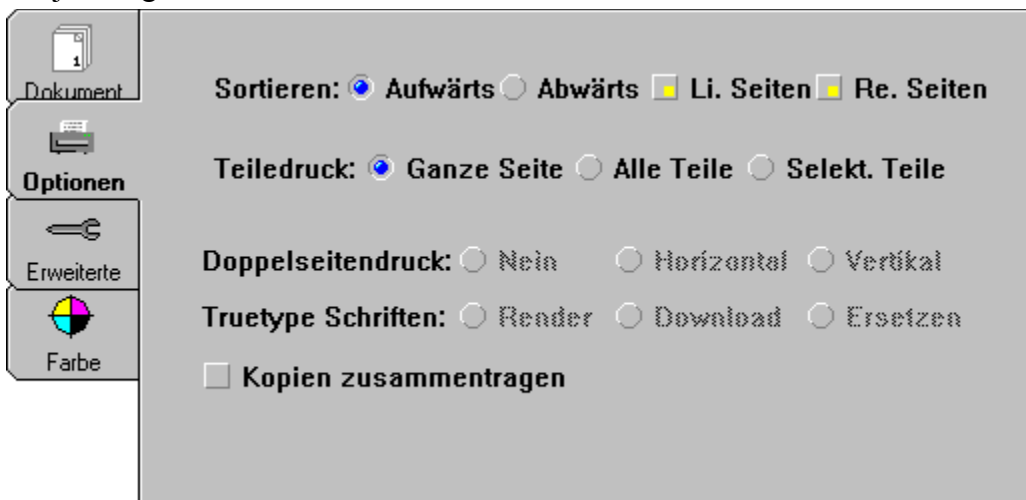 Dokument
Sortieren: Aufwärts Abwärts Li. Seiten Re. Seiten
Optionen
Teiledruck: Ganze Seite Alle Teile Selekt. Teile
Erweiterte
Doppelseitendruck: Nein Horizontal Vertikal
Truetype Schriften: Render Download Ersetzen
Farbe
Kopien zusammentragen